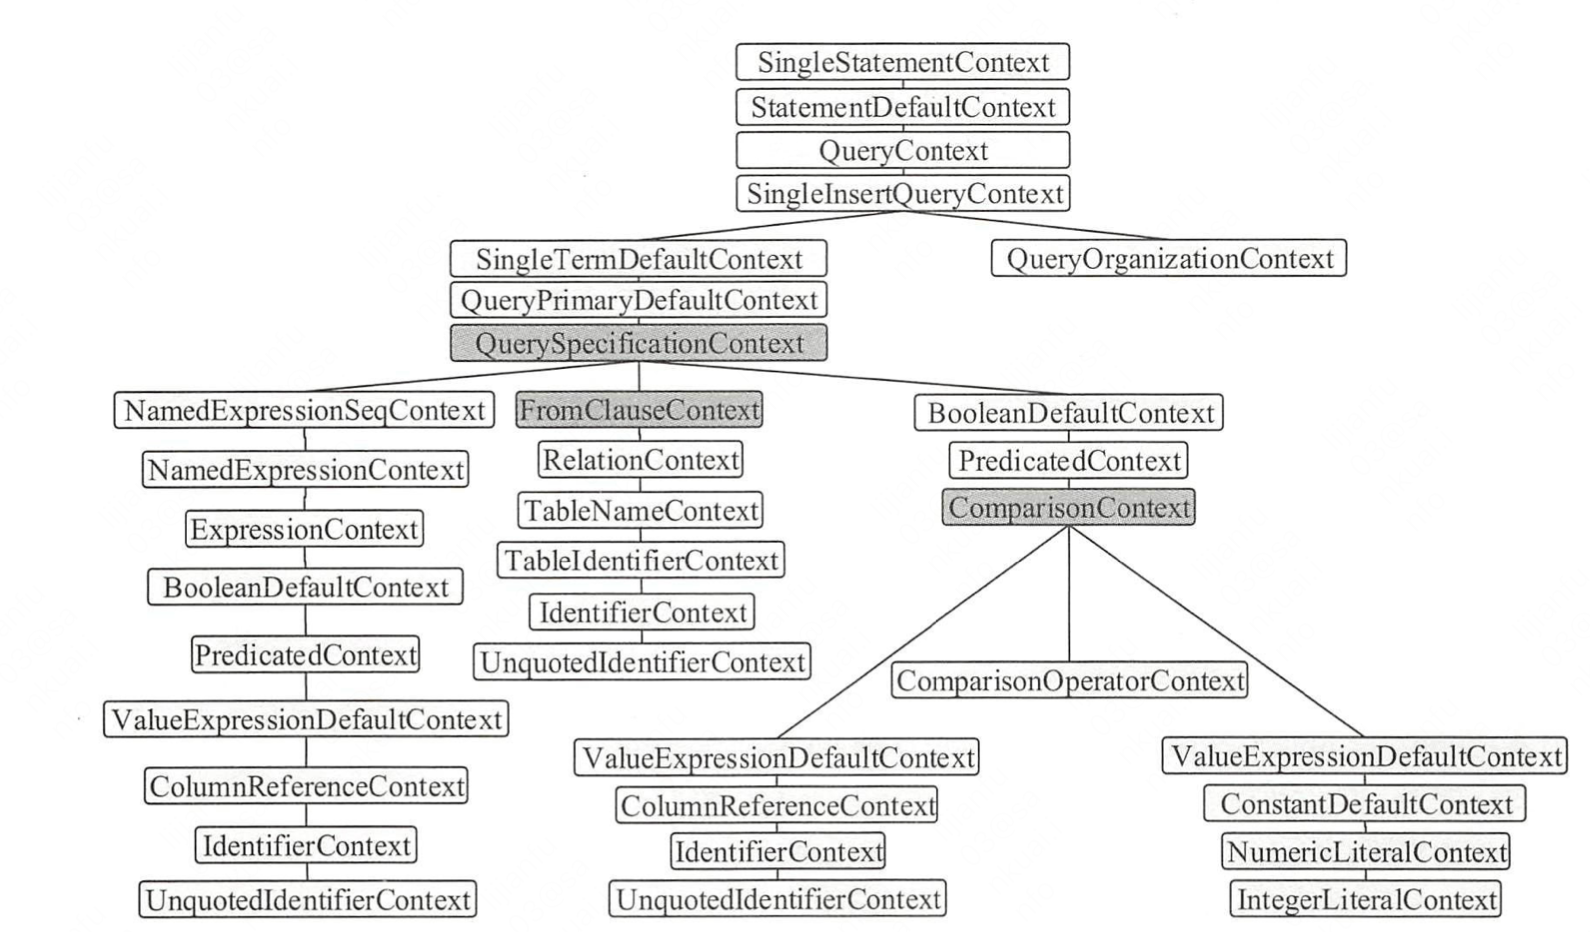 SingleStatementContext
StatementDefaultContext
QueryContext
SingleInsertQueryContext
SingleTermDefaultContext
QueryOrganizationContext
QueryPrimaryDefaultContext
QuerySpecificationContext
NamedExpressionSeqContext
FromClauseContext
BooleanDefaultContext
NamedExpressionContext
RelationContext
PredicatedContext
ExpressionContext
TableNameContext
ComparisonContext
BooleanDefaultContext
TableIdentifierContext
IdentifierContext
PredicatedContext
UnquotedIdentifierContext
ComparisonOperatorContext
ValueExpressionDefaultContext
ValueExpressionDefaultContext
ValueExpressionDefaultContext
ColumnReferenceContext
ColumnReferenceContext
ConstantDefaultContext
IdentifierContext
IdentifierContext
NumericLiteralContext
UnquotedIdentifierContext
UnquotedIdentifierContext
IntegerLiteralContext